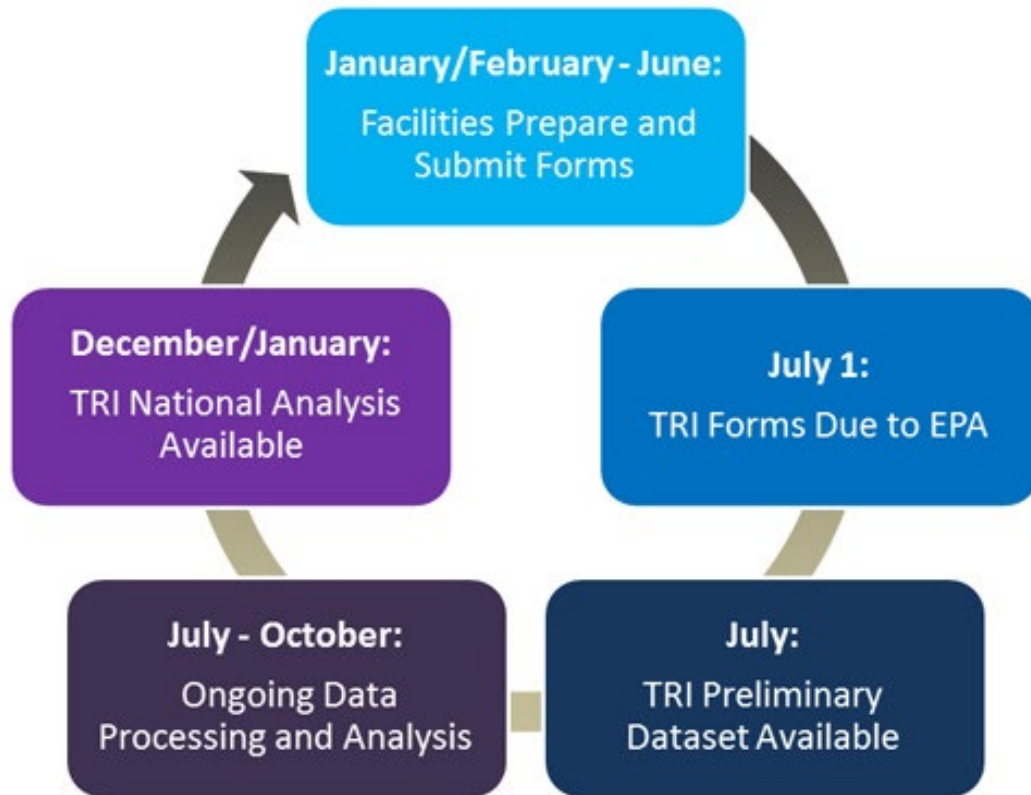 January/February - June:
Facilities Prepare and
Submit Forms
July 1:
TRI Forms Due to EPA
July:
TRI Preliminary
Dataset Available
July - October:
Ongoing Data
Processing and Analysis
December/January:
TRI National Analysis
Available